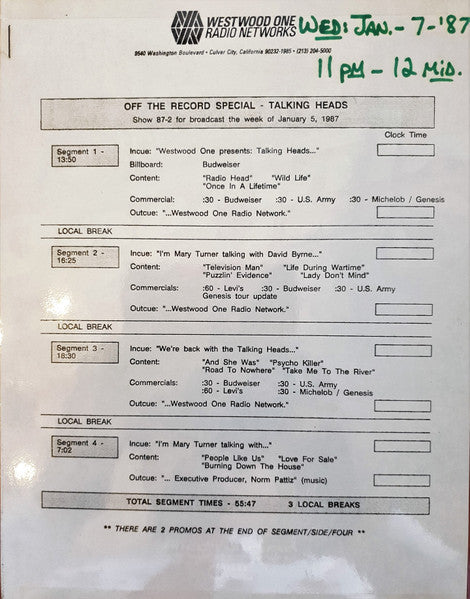 WESTWOOD ONE
RADIO NETWORKS
WED: JAN. - 7 - '87
9540 Washington Boulevard • Culver City, California 90232-1985 • (213) 204-5000
11 PM - 12 MID.
OFF THE RECORD SPECIAL - TALKING HEADS
Show 87-2 for broadcast the week of January 5, 1987
Clock Time
Segment 1 -
13:50
Incue: "Westwood One presents: Talking Heads..."
Billboard: Budweiser
Content: "Radio Head" "Wild Life"
"Once In A Lifetime"
Commercial: :30 - Budweiser :30 - U.S. Army :30 - Michelob / Genesis
Outcue: "...Westwood One Radio Network."
LOCAL BREAK
Segment 2 -
16:25
Incue: "I'm Mary Turner talking with David Byrne..."
Content: "Television Man" "Life During Wartime"
"Puzzlin' Evidence" "Lady Don't Mind"
Commercials: :60 - Levi's :30 - Budweiser :30 - U.S. Army
Genesis tour update
Outcue: "...Westwood One Radio Network."
LOCAL BREAK
Segment 3 -
18:30
Incue: "We're back with the Talking Heads..."
Content: "And She Was" "Psycho Killer"
"Road To Nowhere" "Take Me To The River"
Commercials: :30 - Budweiser :30 - U.S. Army
:60 - Levi's :30 - Michelob / Genesis
Outcue: "...Westwood One Radio Network."
LOCAL BREAK
Segment 4 -
7:02
Incue: "I'm Mary Turner talking with..."
Content: "People Like Us" "Love For Sale"
"Burning Down The House"
Outcue: "... Executive Producer, Norm Pattiz" (music)
TOTAL SEGMENT TIMES - 55:47 3 LOCAL BREAKS
** THERE ARE 2 PROMOS AT THE END OF SEGMENT/SIDE/FOUR **